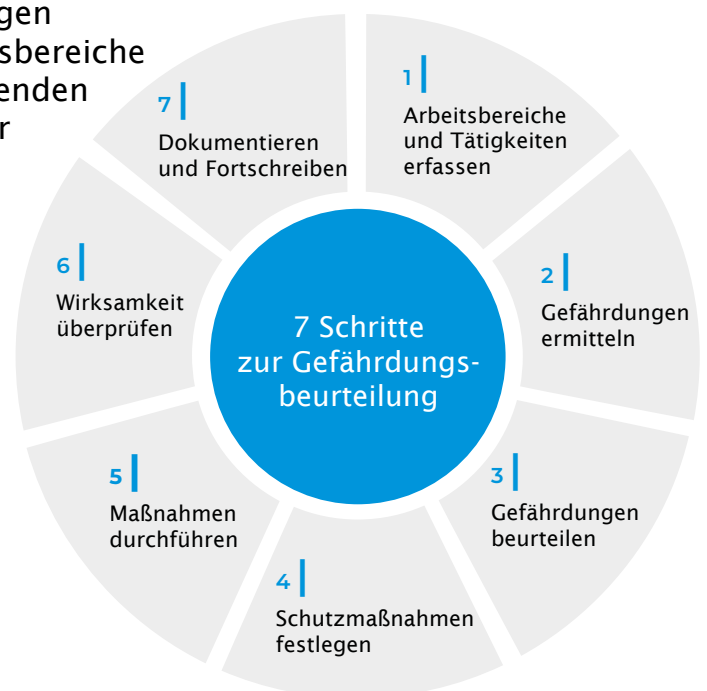 gen
sbereiche
enden
r
1
Arbeitsbereiche
und Tätigkeiten
erfassen
2
Gefährdungen
ermitteln
3
Gefährdungen
beurteilen
4
Schutzmaßnahmen
festlegen
5
Maßnahmen
durchführen
6
Wirksamkeit
überprüfen
7
Dokumentieren
und Fortschreiben
7 Schritte
zur Gefährdungs-
beurteilung